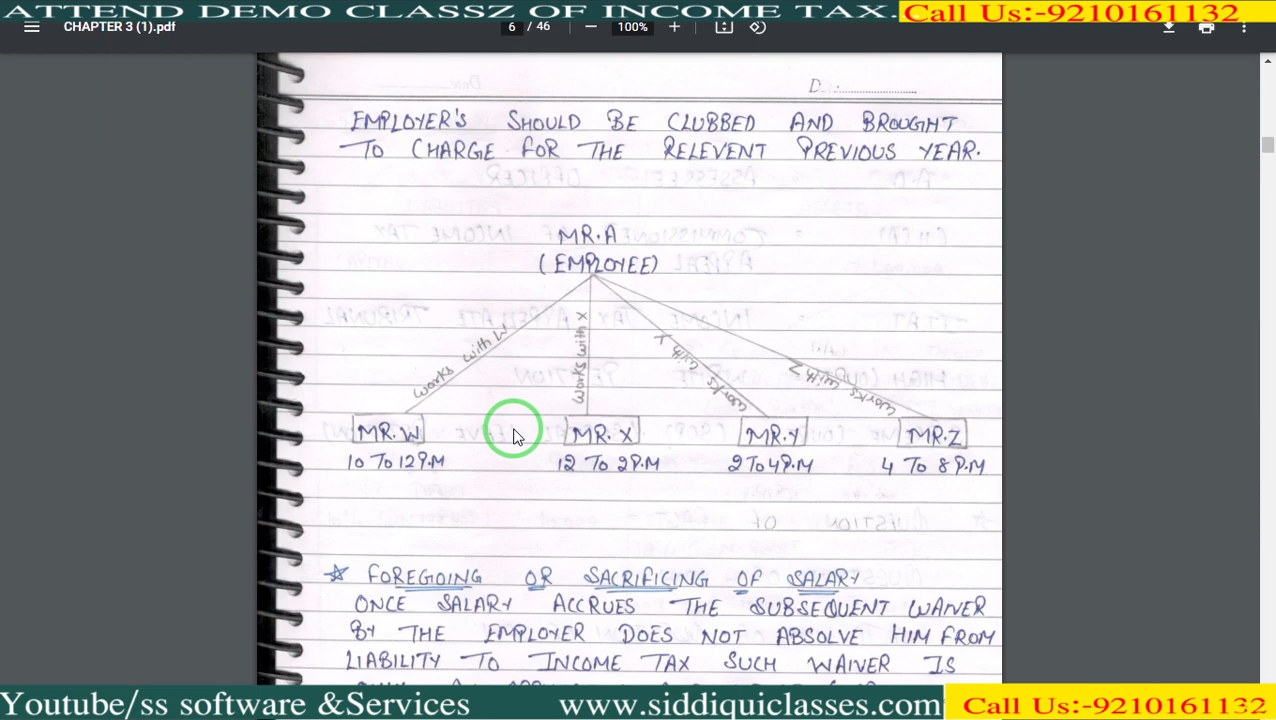 ATTEND DEMO CLASSZ OF INCOME TAX.
Call Us:-9210161132
CHAPTER 3 (1).pdf
6 / 46
100%
EMPLOYER'S SHOULD BE CLUBBED AND BROUGHT
TO CHARGE FOR THE RELEVENT PREVIOUS YEAR.
MR.A
(EMPLOYEE)
works with W
works with X
works with X
works with Z
MR.W
MR. X
MR.Y
MR.Z
10 TO 12P.M
12 TO 2P.M
2 TO 4P.M
4 TO 8 P.M
☆ FOREGOING OR SACRIFICING OF SALARY
ONCE SALARY ACCRUES THE SUBSEQUENT WAIVER
BY THE EMPLOYER DOES NOT ABSOLVE HIM FROM
LIABILITY TO INCOME TAX SUCH WAIVER IS
Youtube/ss software &Services
www.siddiquiclasses.com/
Call Us:-9210161132